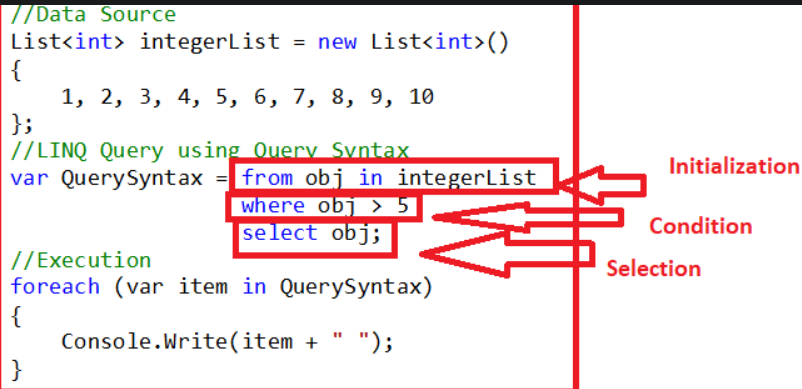 //Data Source
List<int> integerList = new List<int>()
{
    1, 2, 3, 4, 5, 6, 7, 8, 9, 10
};
//LINQ Query using Query Syntax
var QuerySyntax = from obj in integerList
                  where obj > 5
                  select obj;
//Execution
foreach (var item in QuerySyntax)
{
    Console.Write(item + " ");
}
Initialization
Condition
Selection